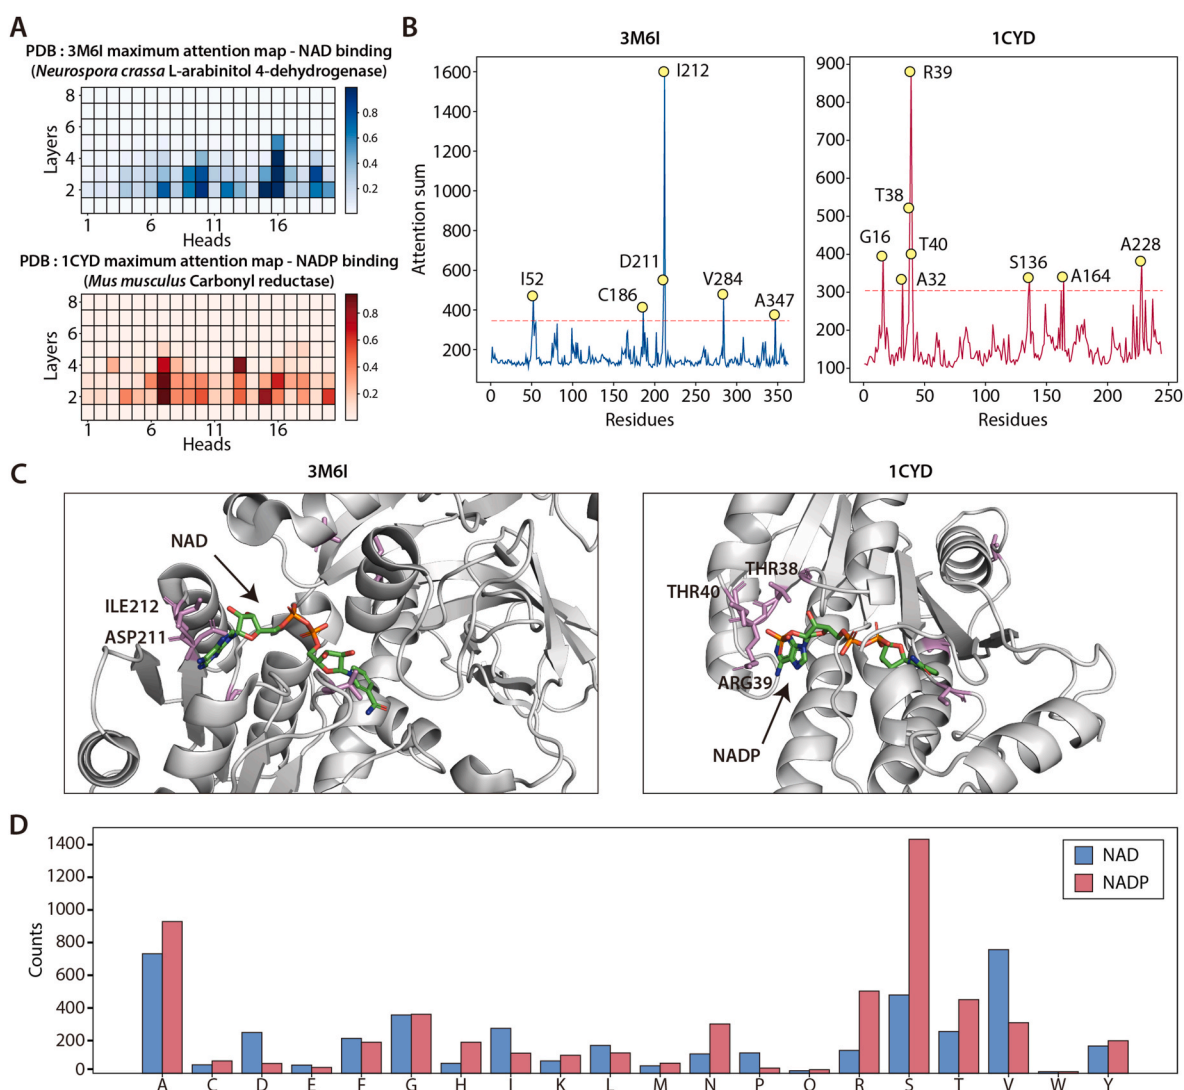 A
PDB : 3M6I maximum attention map - NAD binding
(Neurospora crassa L-arabinitol 4-dehydrogenase)
8
6
4
2
Layers
1
6
11
16
Heads
0.8
0.6
0.4
0.2
PDB : 1CYD maximum attention map - NADP binding
(Mus musculus Carbonyl reductase)
8
6
4
2
Layers
1
6
11
16
Heads
0.8
0.6
0.4
0.2
B
3M6I
1600
1400
1200
1000
800
600
400
200
Attention sum
I52
C186
D211
I212
V284
A347
0
50
100
150
200
250
300
350
Residues
1CYD
900
800
700
600
500
400
300
200
100
R39
T38
G16
T40
A32
S136
A164
A228
0
50
100
150
200
250
Residues
C
3M6I
NAD
ILE212
ASP211
1CYD
THR38
THR40
ARG39
NADP
D
1400
1200
1000
800
600
400
200
0
Counts
NAD
NADP
A C D E F G H I K L M N P Q R S T V W Y